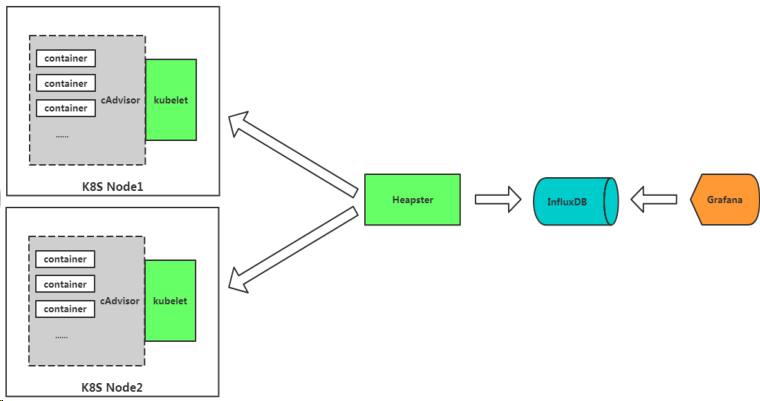 container
container
container
......
cAdvisor
kubelet
K8S Node1
Heapster
InfluxDB
Grafana
container
container
container
......
cAdvisor
kubelet
K8S Node2